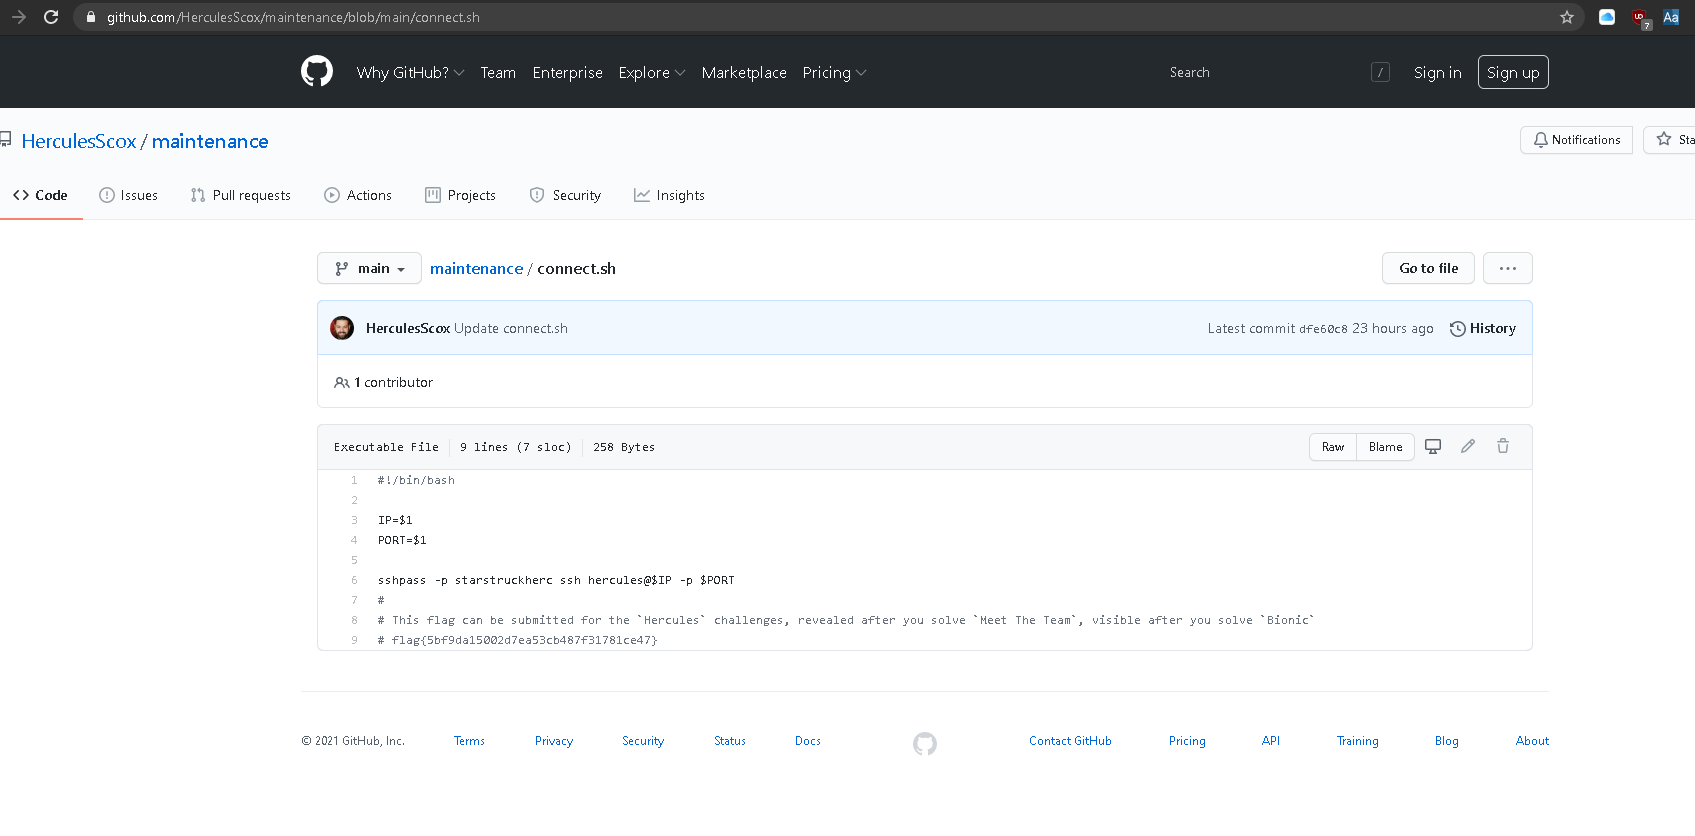 github.com/HerculesScox/maintenance/blob/main/connect.sh
UD 7 Aa
Why GitHub? Team Enterprise Explore Marketplace Pricing Search / Sign in Sign up
HerculesScox / maintenance Notifications Sta
Code Issues Pull requests Actions Projects Security Insights
main maintenance / connect.sh Go to file ...
HerculesScox Update connect.sh Latest commit dfe60c8 23 hours ago History
1 contributor
Executable File 9 lines (7 sloc) 258 Bytes Raw Blame
1 #!/bin/bash
2
3 IP=$1
4 PORT=$1
5
6 sshpass -p starstruckherc ssh hercules@$IP -p $PORT
7 #
8 # This flag can be submitted for the `Hercules` challenges, revealed after you solve `Meet The Team`, visible after you solve `Bionic`
9 # flag{5bf9da15002d7ea53cb487f31781ce47}
© 2021 GitHub, Inc. Terms Privacy Security Status Docs Contact GitHub Pricing API Training Blog About